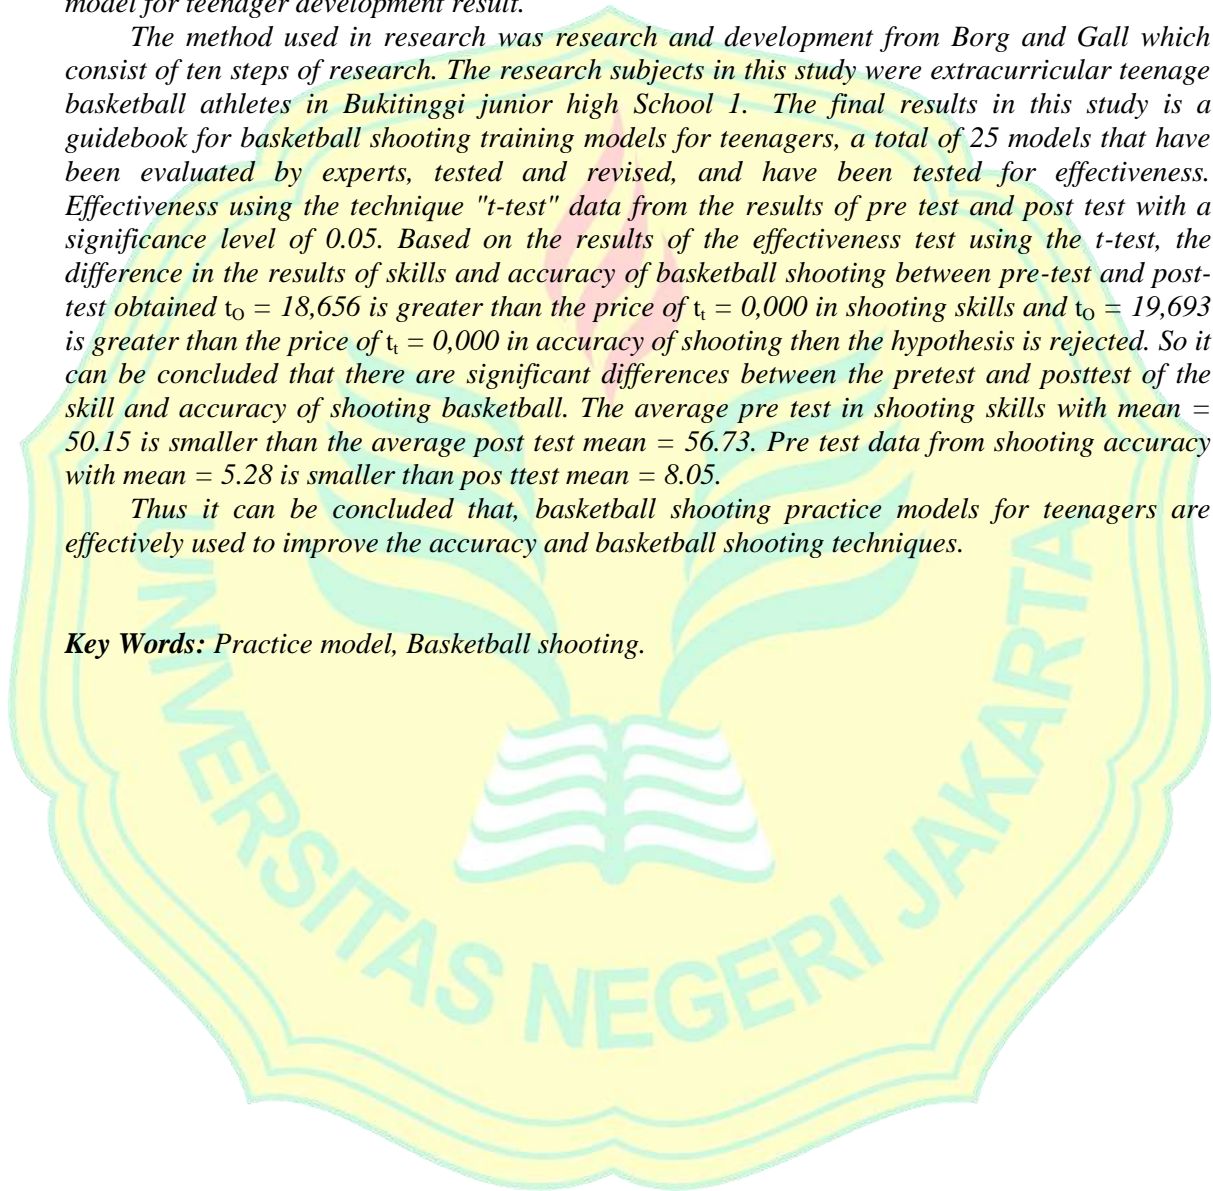 model for teenager development result.
The method used in research was research and development from Borg and Gall which
consist of ten steps of research. The research subjects in this study were extracurricular teenage
basketball athletes in Bukitinggi junior high School 1. The final results in this study is a
guidebook for basketball shooting training models for teenagers, a total of 25 models that have
been evaluated by experts, tested and revised, and have been tested for effectiveness.
Effectiveness using the technique "t-test" data from the results of pre test and post test with a
significance level of 0.05. Based on the results of the effectiveness test using the t-test, the
difference in the results of skills and accuracy of basketball shooting between pre-test and post-
test obtained tO = 18,656 is greater than the price of tt = 0,000 in shooting skills and tO = 19,693
is greater than the price of tt = 0,000 in accuracy of shooting then the hypothesis is rejected. So it
can be concluded that there are significant differences between the pretest and posttest of the
skill and accuracy of shooting basketball. The average pre test in shooting skills with mean =
50.15 is smaller than the average post test mean = 56.73. Pre test data from shooting accuracy
with mean = 5.28 is smaller than pos ttest mean = 8.05.
Thus it can be concluded that, basketball shooting practice models for teenagers are
effectively used to improve the accuracy and basketball shooting techniques.
Key Words: Practice model, Basketball shooting.
UNIVERSITAS NEGERI JAKARTA